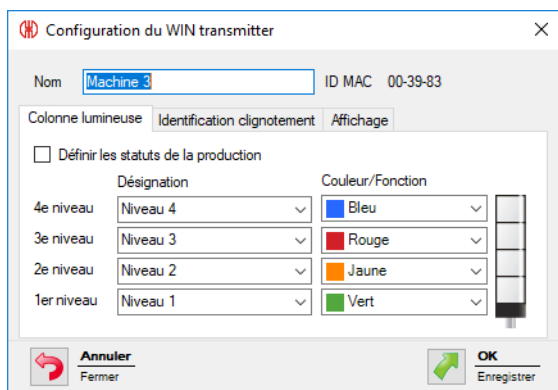 Configuration du WIN transmitter
Nom Machine 3 ID MAC 00-39-83
Colonne lumineuse Identification clignotement Affichage
Définir les statuts de la production
Désignation Couleur/Fonction
4e niveau Niveau 4 Bleu
3e niveau Niveau 3 Rouge
2e niveau Niveau 2 Jaune
1er niveau Niveau 1 Vert
Annuler OK
Fermer Enregistrer